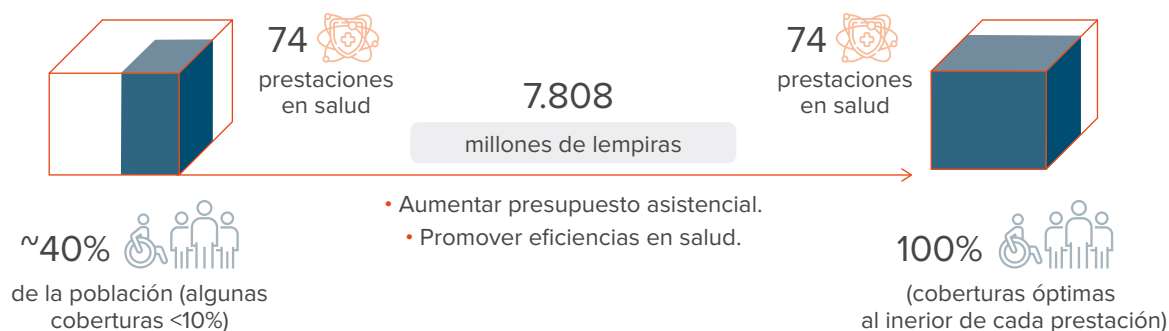 74
prestaciones
en salud
7.808
millones de lempiras
74
prestaciones
en salud
• Aumentar presupuesto asistencial.
• Promover eficiencias en salud.
~40%
de la población (algunas
coberturas <10%)
100%
(coberturas óptimas
al inerior de cada prestación)